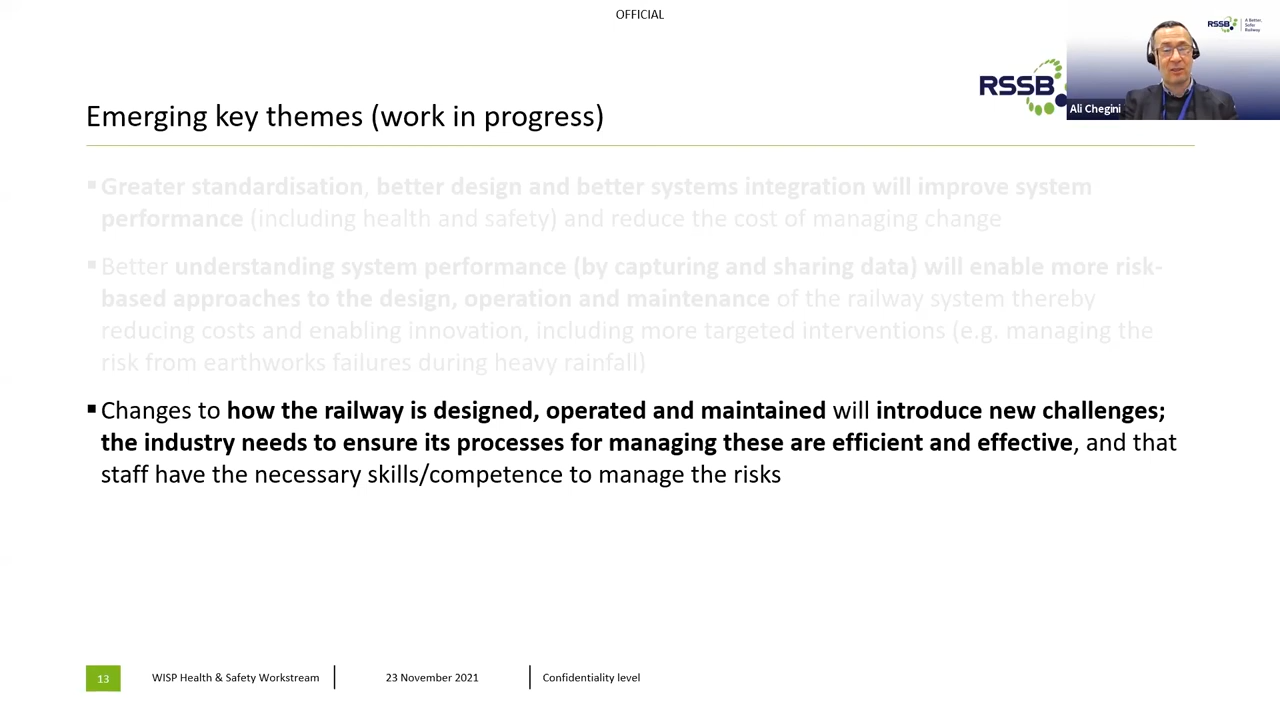 OFFICIAL
RSSB
A Better,
Safer
Railway
RSSB
Ali Chegini
Emerging key themes (work in progress)
▪ Greater standardisation, better design and better systems integration will improve system
performance (including health and safety) and reduce the cost of managing change
▪ Better understanding system performance (by capturing and sharing data) will enable more risk-
based approaches to the design, operation and maintenance of the railway system thereby
reducing costs and enabling innovation, including more targeted interventions (e.g. managing the
risk from earthworks failures during heavy rainfall)
▪ Changes to how the railway is designed, operated and maintained will introduce new challenges;
the industry needs to ensure its processes for managing these are efficient and effective, and that
staff have the necessary skills/competence to manage the risks
13
WISP Health & Safety Workstream
23 November 2021
Confidentiality level